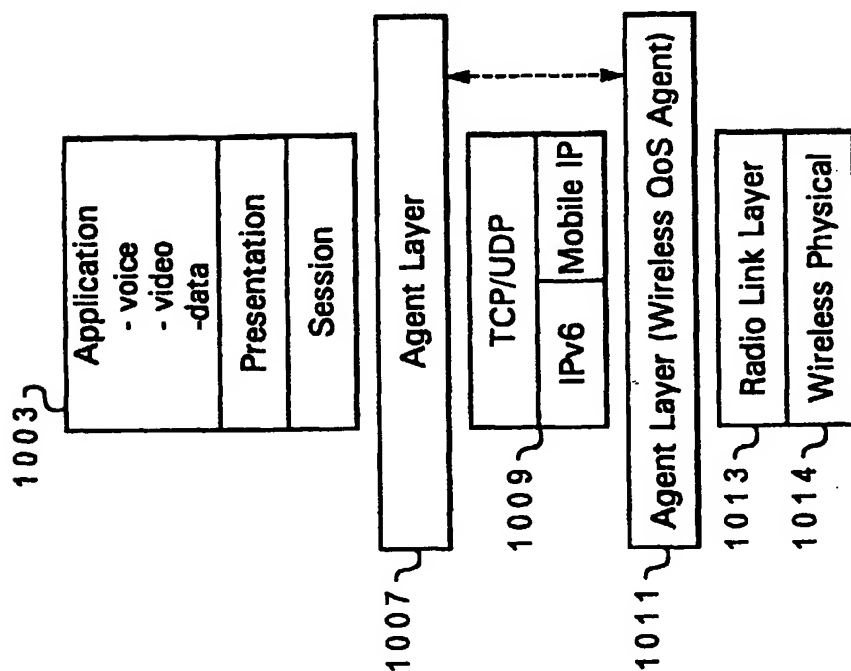 1003
Application
- voice
- video
-data
Presentation
Session
1007
Agent Layer
1009
TCP/UDP
IPv6
Mobile IP
1011
Agent Layer (Wireless QoS Agent)
1013
Radio Link Layer
1014
Wireless Physical